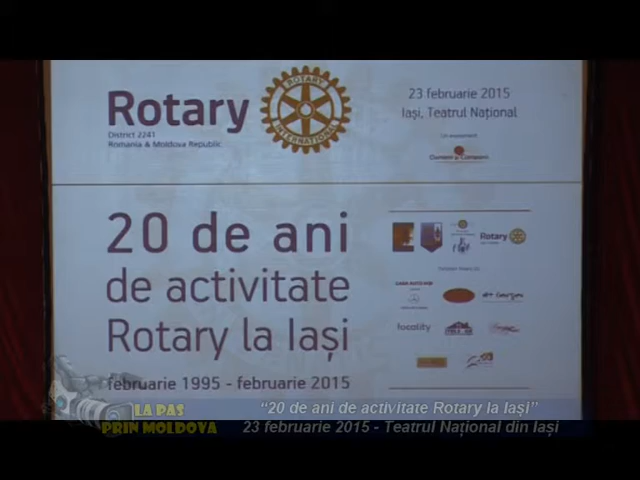 Rotary
District 2241
Romania & Moldova Republic
ROTARY
INTERNATIONAL
23 februarie 2015
Iași, Teatrul Național
Un eveniment
20 de ani
de activitate
Rotary la Iași
februarie 1995 - februarie 2015
Rotary
focality
LA PAS
PRIN MOLDOVA
“20 de ani de activitate Rotary la Iași”
23 februarie 2015 - Teatrul Național din Iași